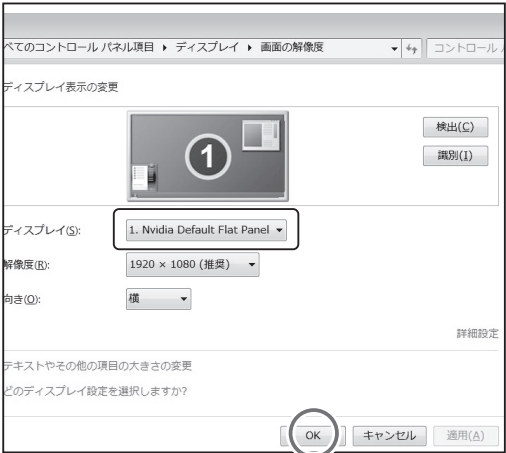 べてのコントロール パネル項目 ▸ ディスプレイ ▸ 画面の解像度
コントロール
ディスプレイ表示の変更
1
検出(C)
識別(I)
ディスプレイ(S):
1. Nvidia Default Flat Panel
解像度(R):
1920 × 1080 (推奨)
向き(O):
横
詳細設定
テキストやその他の項目の大きさの変更
どのディスプレイ設定を選択しますか?
OK
キャンセル
適用(A)